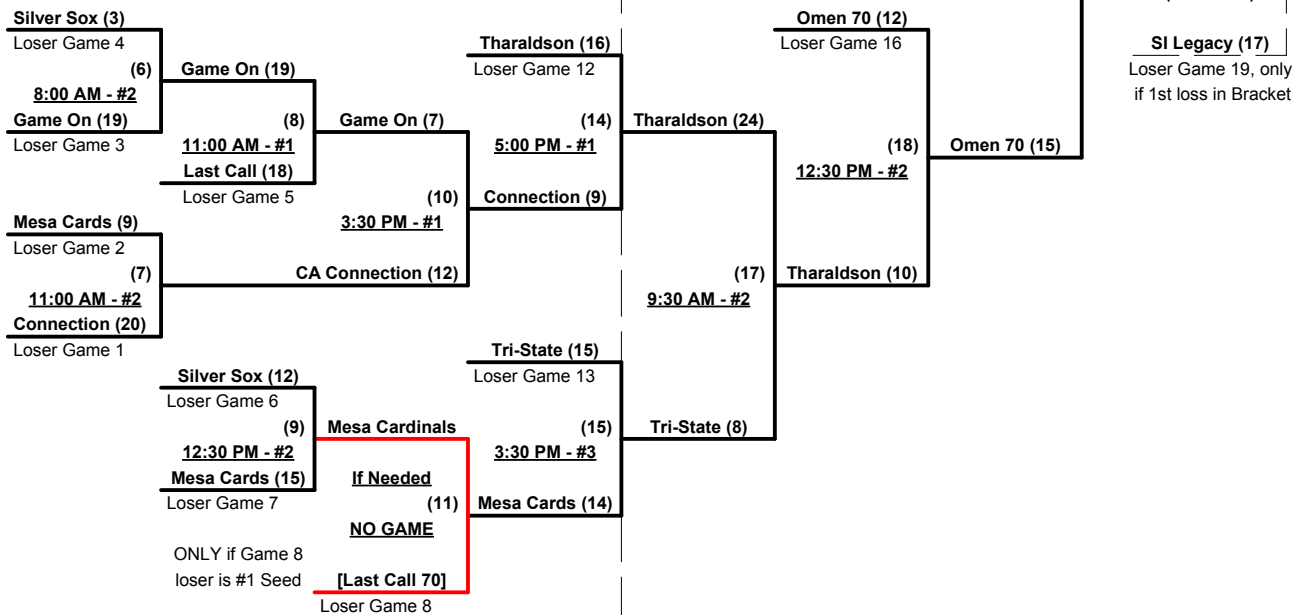 Silver Sox (3)
Loser Game 4
(6)
8:00 AM - #2
Game On (19)
Loser Game 3
Game On (19)
(8)
11:00 AM - #1
Last Call (18)
Loser Game 5
Mesa Cards (9)
Loser Game 2
(7)
11:00 AM - #2
Connection (20)
Loser Game 1
Game On (7)
(10)
3:30 PM - #1
CA Connection (12)
Silver Sox (12)
Loser Game 6
(9)
12:30 PM - #2
Mesa Cards (15)
Loser Game 7
Mesa Cardinals
If Needed
(11)
NO GAME
ONLY if Game 8
loser is #1 Seed
[Last Call 70]
Loser Game 8
Tharaldson (16)
Loser Game 12
(14)
5:00 PM - #1
Connection (9)
Tri-State (15)
Loser Game 13
(15)
3:30 PM - #3
Mesa Cards (14)
Tharaldson (24)
(17)
9:30 AM - #2
Tri-State (8)
Omen 70 (12)
Loser Game 16
(18)
12:30 PM - #2
Tharaldson (10)
Omen 70 (15)
SI Legacy (17)
Loser Game 19, only
if 1st loss in Bracket